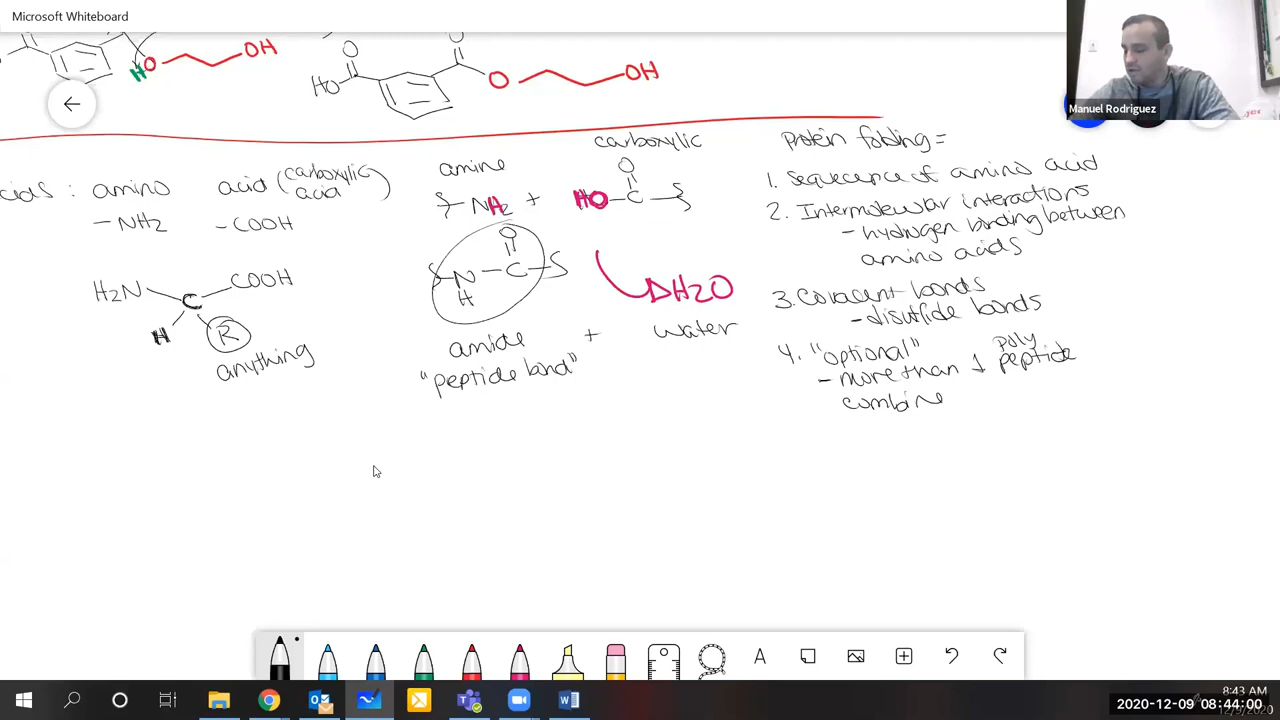 Microsoft Whiteboard
OH
O
H
O
O
HO
O
OH
Manuel Rodriguez
acids : amino acid (carboxylic acid)
-NH2 -COOH
H2N COOH
C
H R
anything
amine
carboxylic
NH2 + HO-C
O
O
N-C
H
H2O
amide + water
"peptide bond"
protein folding =
1. sequence of amino acid
2. Intermolecular interactions
- hydrogen binding between
amino acids
3. Covalent bonds
- disulfide bonds
4. "optional"
poly
- more than 1 peptide
combine
A
8:43 AM
2020-12-09 08:44:00